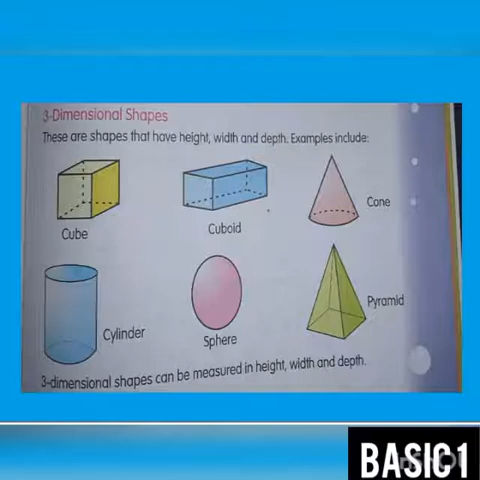 3-Dimensional Shapes
These are shapes that have height, width and depth. Examples include:
Cube
Cuboid
Cone
Cylinder
Sphere
Pyramid
3-dimensional shapes can be measured in height, width and depth.
BASIC1